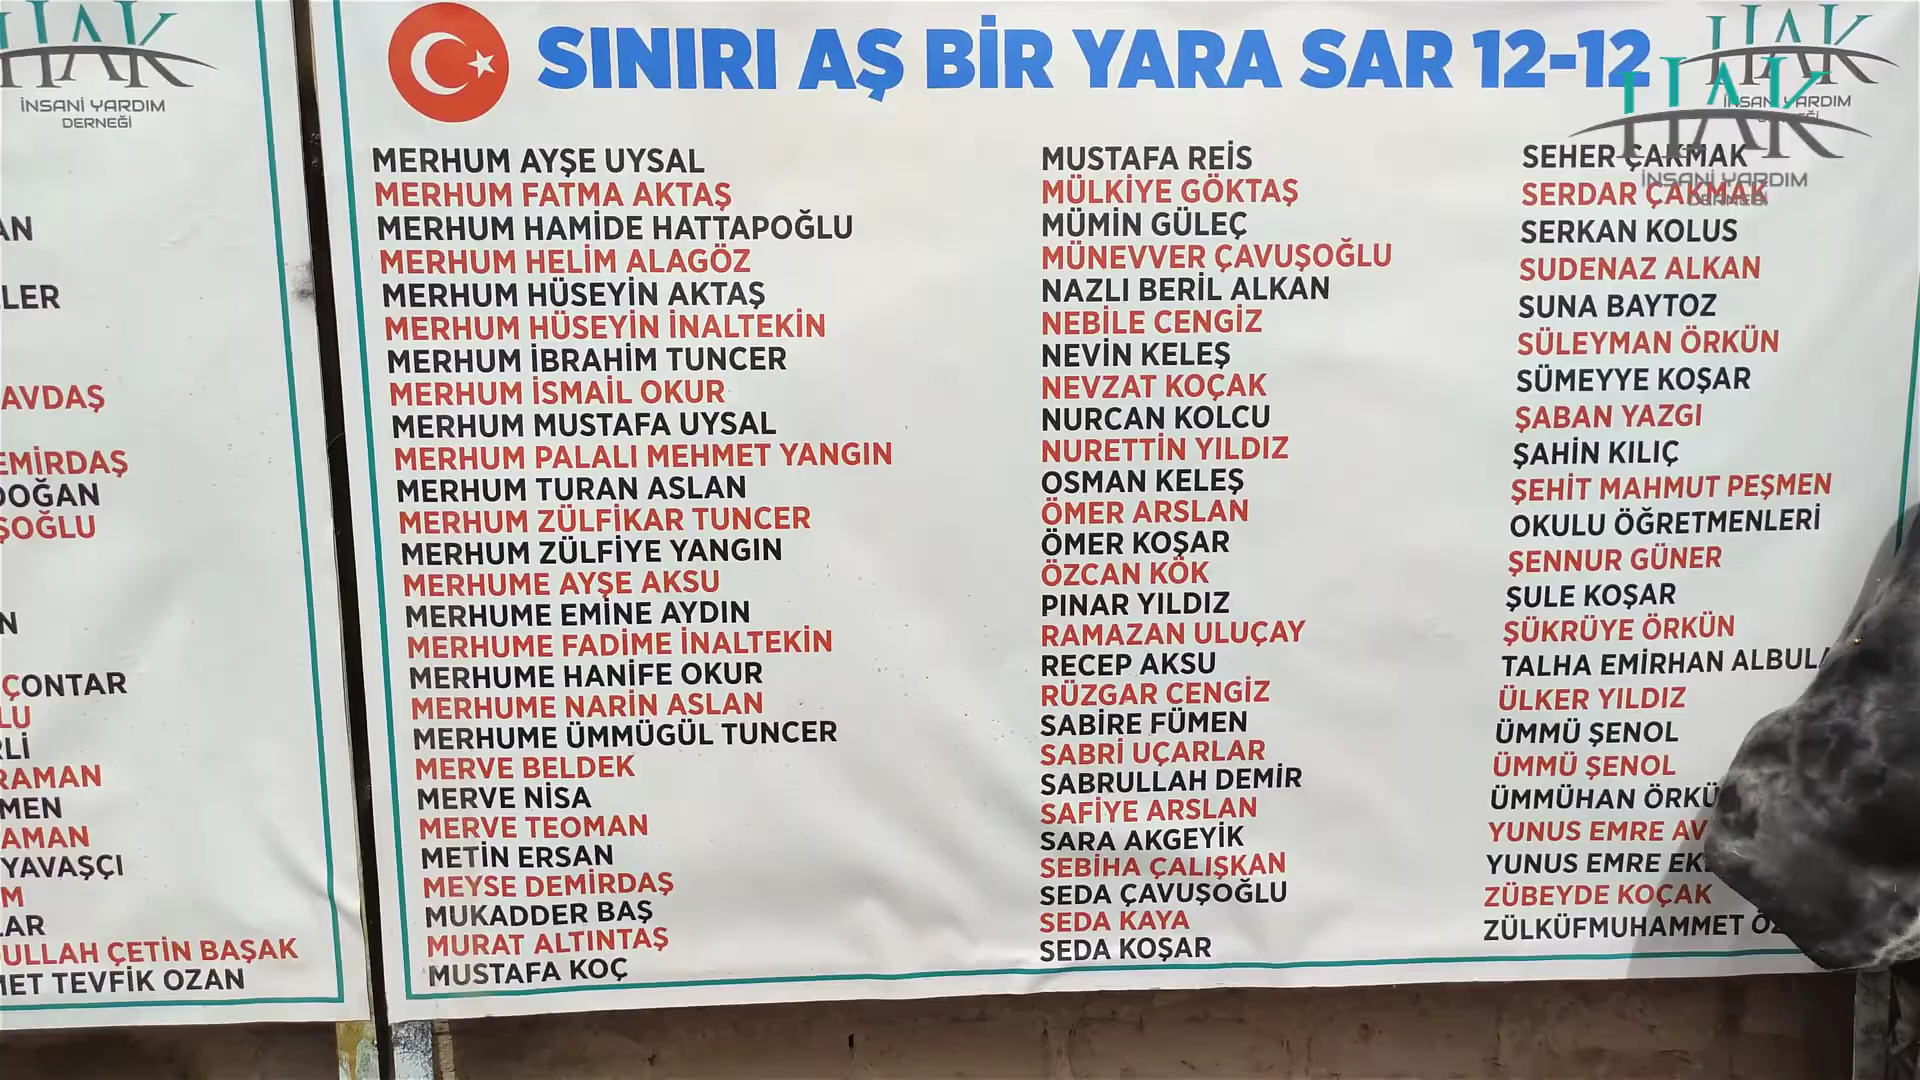 HAK
İNSANİ YARDIM
DERNEĞİ
AN
LER
AVDAŞ
EMİRDAŞ
DOĞAN
ŞOĞLU
N
ÇONTAR
LU
RLİ
RAMAN
MEN
AMAN
YAVAŞÇI
M
LAR
ULLAH ÇETİN BAŞAK
MET TEVFİK OZAN
SINIRI AŞ BİR YARA SAR 12-12
MERHUM AYŞE UYSAL
MERHUM FATMA AKTAŞ
MERHUM HAMİDE HATTAPOĞLU
MERHUM HELİM ALAGÖZ
MERHUM HÜSEYİN AKTAŞ
MERHUM HÜSEYİN İNALTEKİN
MERHUM İBRAHİM TUNCER
MERHUM İSMAİL OKUR
MERHUM MUSTAFA UYSAL
MERHUM PALALI MEHMET YANGIN
MERHUM TURAN ASLAN
MERHUM ZÜLFİKAR TUNCER
MERHUM ZÜLFİYE YANGIN
MERHUME AYŞE AKSU
MERHUME EMİNE AYDIN
MERHUME FADİME İNALTEKİN
MERHUME HANİFE OKUR
MERHUME NARİN ASLAN
MERHUME ÜMMÜGÜL TUNCER
MERVE BELDEK
MERVE NİSA
MERVE TEOMAN
METİN ERSAN
MEYSE DEMİRDAŞ
MUKADDER BAŞ
MURAT ALTINTAŞ
MUSTAFA KOÇ
MUSTAFA REİS
MÜLKİYE GÖKTAŞ
MÜMİN GÜLEÇ
MÜNEVVER ÇAVUŞOĞLU
NAZLI BERİL ALKAN
NEBİLE CENGİZ
NEVİN KELEŞ
NEVZAT KOÇAK
NURCAN KOLCU
NURETTİN YILDIZ
OSMAN KELEŞ
ÖMER ARSLAN
ÖMER KOŞAR
ÖZCAN KÖK
PINAR YILDIZ
RAMAZAN ULUÇAY
RECEP AKSU
RÜZGAR CENGİZ
SABİRE FÜMEN
SABRİ UÇARLAR
SABRULLAH DEMİR
SAFİYE ARSLAN
SARA AKGEYİK
SEBİHA ÇALIŞKAN
SEDA ÇAVUŞOĞLU
SEDA KAYA
SEDA KOŞAR
HAK
İNSANİ YARDIM
DERNEĞİ
HAK
İNSANİ YARDIM
DERNEĞİ
SEHER ÇAKMAK
SERDAR ÇAKMAK
SERKAN KOLUS
SUDENAZ ALKAN
SUNA BAYTOZ
SÜLEYMAN ÖRKÜN
SÜMEYYE KOŞAR
ŞABAN YAZGI
ŞAHİN KILIÇ
ŞEHİT MAHMUT PEŞMEN
OKULU ÖĞRETMENLERİ
ŞENNUR GÜNER
ŞULE KOŞAR
ŞÜKRÜYE ÖRKÜN
TALHA EMİRHAN ALBULA
ÜLKER YILDIZ
ÜMMÜ ŞENOL
ÜMMÜ ŞENOL
ÜMMÜHAN ÖRKÜ
YUNUS EMRE AV
YUNUS EMRE EK
ZÜBEYDE KOÇAK
ZÜLKÜFMUHAMMET ÖZ